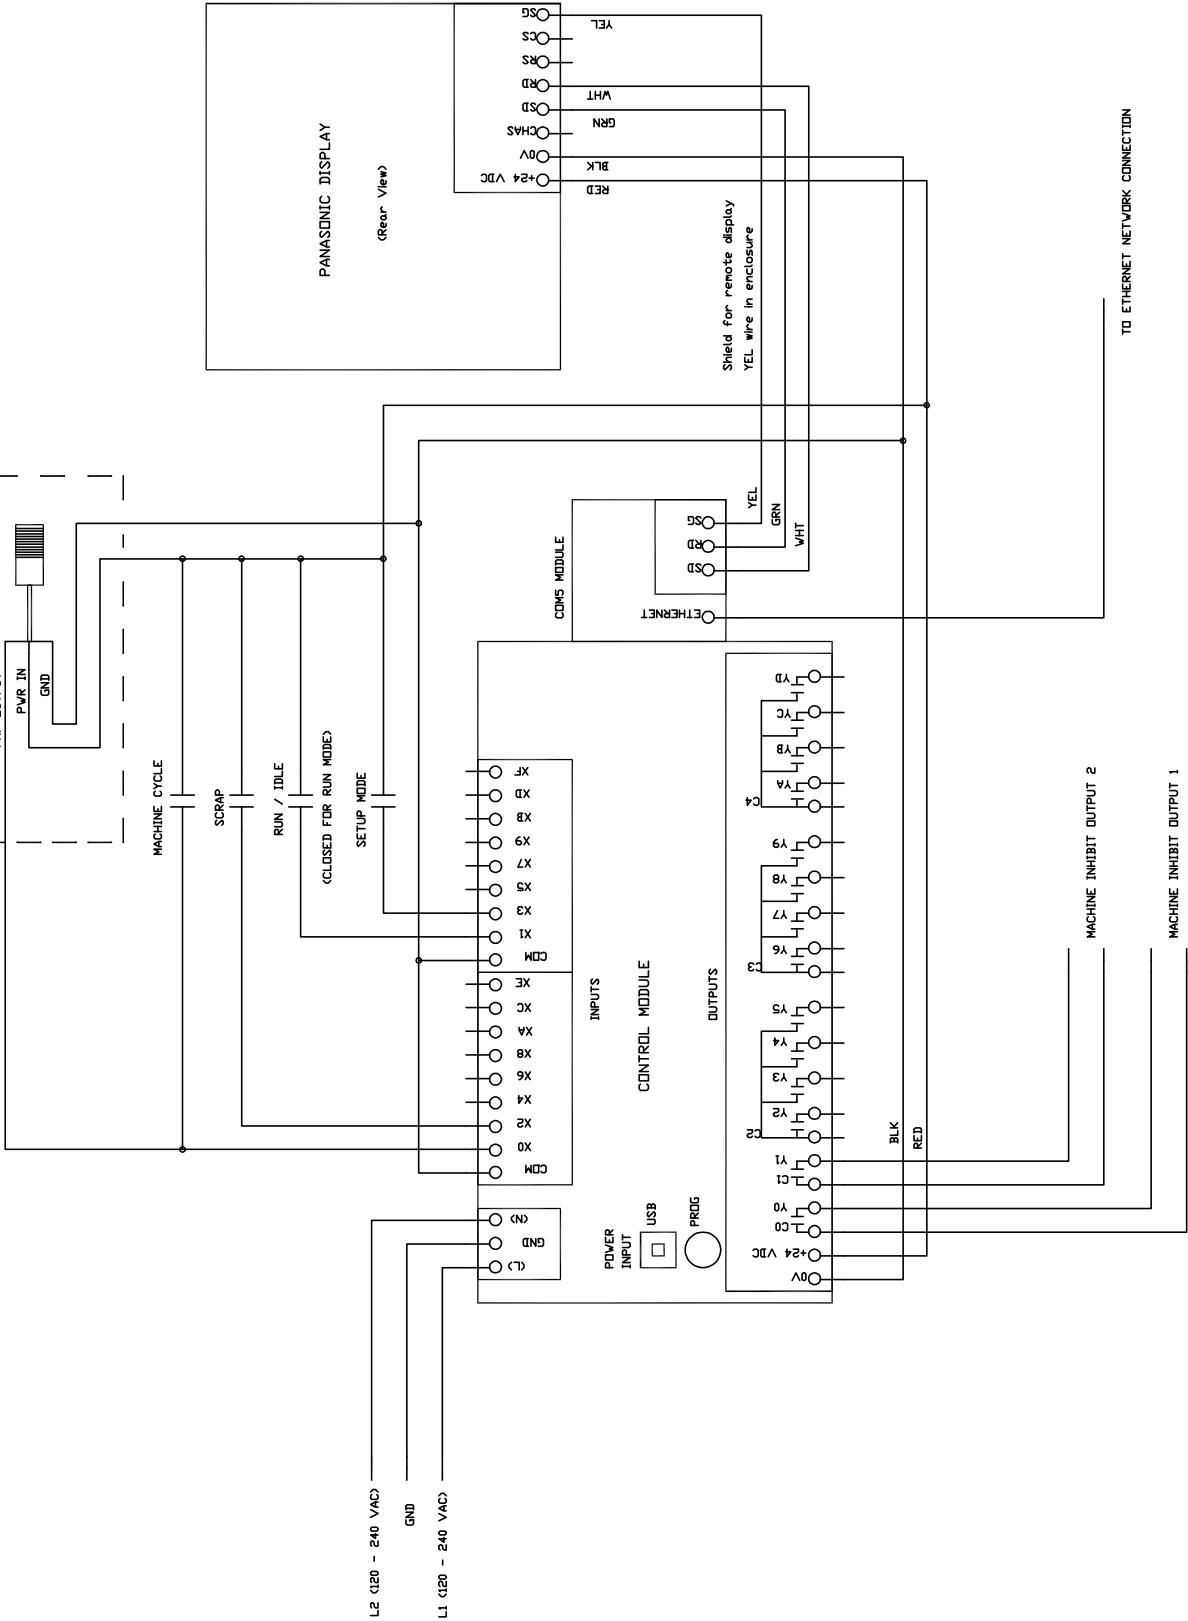 SG
CS
RS
RD
SD
CHAS
0V
+24 VDC
YEL
WHT
GRN
BLK
RED
PANASONIC DISPLAY
(Rear View)
Shield for remote display
YEL wire in enclosure
TO ETHERNET NETWORK CONNECTION
PWR IN
GND
MACHINE CYCLE
SCRAP
RUN / IDLE
(CLOSED FOR RUN MODE)
SETUP MODE
COM5 MODULE
SG
RD
SD
ETHERNET
YEL
GRN
WHT
XF
XD
XB
X9
X7
X5
X3
X1
COM
XE
XC
XA
X8
X6
X4
X2
X0
COM
INPUTS
CONTROL MODULE
OUTPUTS
YD
YC
YB
YA
C4
Y9
Y8
Y7
Y6
C3
Y5
Y4
Y3
Y2
C2
Y1
C1
Y0
C0
+24 VDC
0V
BLK
RED
MACHINE INHIBIT OUTPUT 2
MACHINE INHIBIT OUTPUT 1
(N)
GND
(L)
POWER
INPUT
USB
PROG
L2 (120 - 240 VAC)
GND
L1 (120 - 240 VAC)